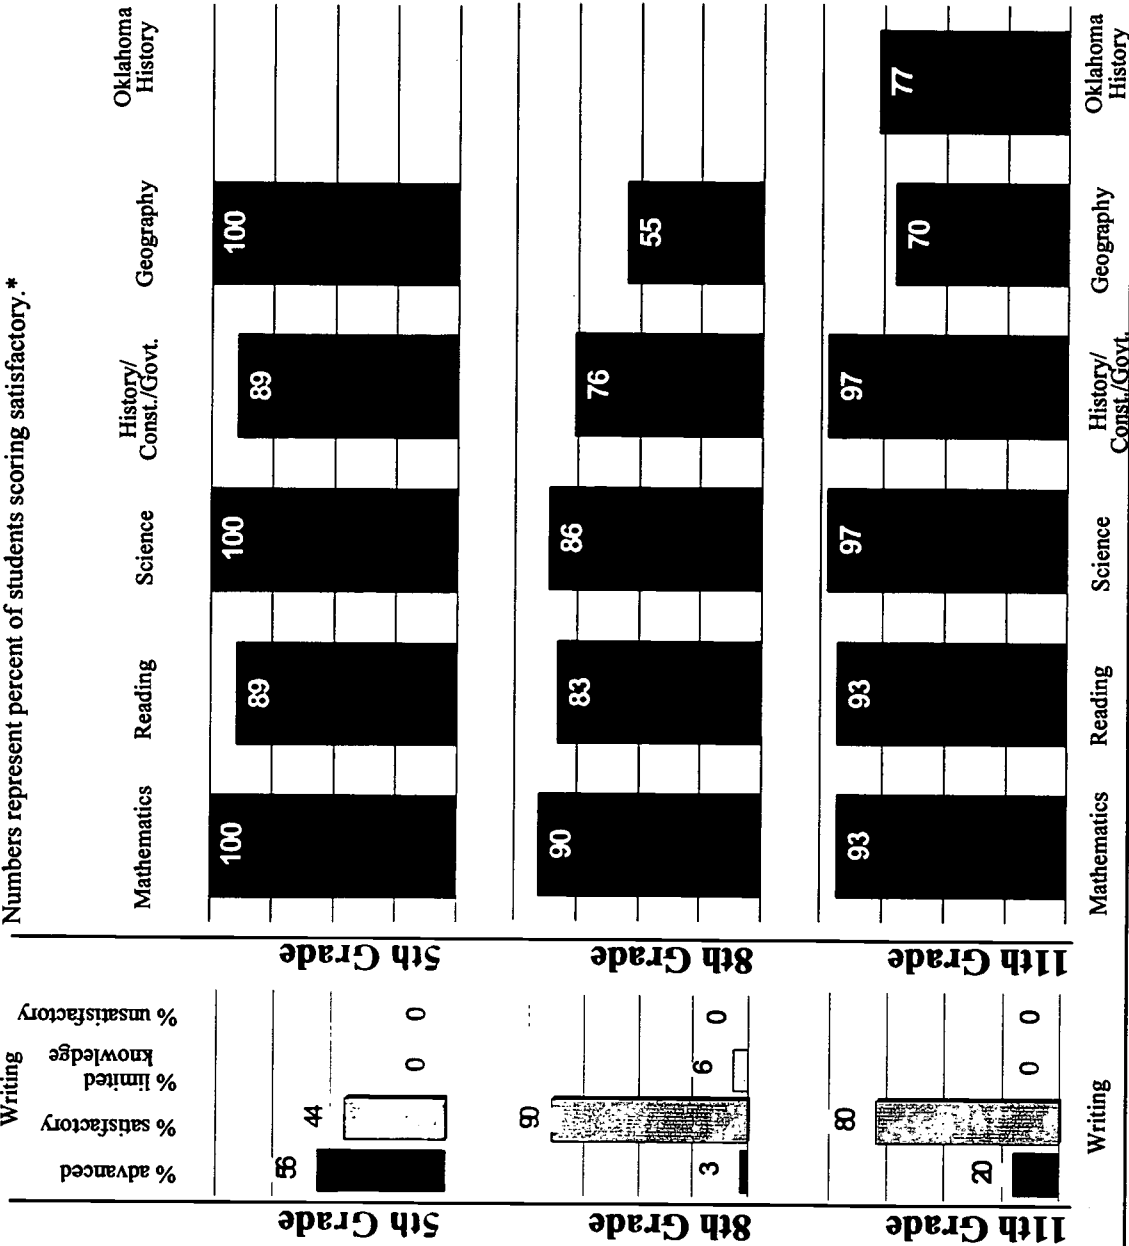 Numbers represent percent of students scoring satisfactory.*
Writing
% advanced
% satisfactory
% limited
knowledge
% unsatisfactory
Mathematics
Reading
Science
History/
Const./Govt.
Geography
Oklahoma
History
5th Grade
56
44
0
0
5th Grade
100
89
100
89
100
8th Grade
3
90
6
0
8th Grade
90
83
86
76
55
11th Grade
20
80
0
0
11th Grade
93
93
97
97
70
77
Writing
Mathematics
Reading
Science
History/
Const./Govt.
Geography
Oklahoma
History